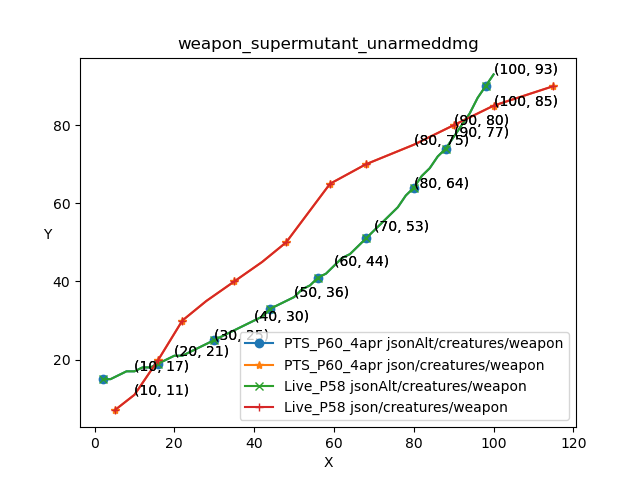 weapon_supermutant_unarmeddmg
(100, 93)
(100, 85)
(90, 80)
(90, 77)
(80, 75)
(80, 64)
(70, 53)
(60, 44)
(50, 36)
(40, 30)
(30, 25)
(20, 21)
(10, 17)
(10, 11)
Y
80
60
40
20
PTS_P60_4apr jsonAlt/creatures/weapon
PTS_P60_4apr json/creatures/weapon
Live_P58 jsonAlt/creatures/weapon
Live_P58 json/creatures/weapon
0 20 40 60 80 100 120
X